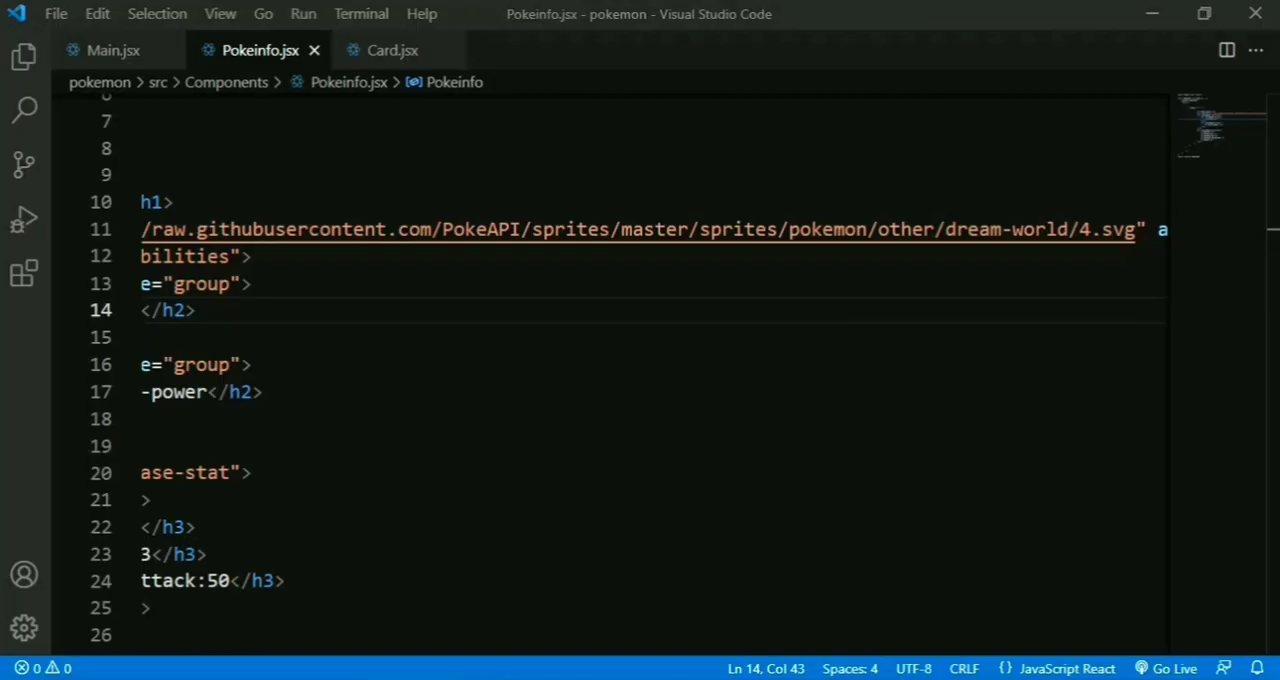 File Edit Selection View Go Run Terminal Help Pokeinfo.jsx - pokemon - Visual Studio Code
Main.jsx Pokeinfo.jsx Card.jsx
pokemon > src > Components > Pokeinfo.jsx > Pokeinfo
7
8
9
10 h1>
11 /raw.githubusercontent.com/PokeAPI/sprites/master/sprites/pokemon/other/dream-world/4.svg" a
12 bilities">
13 e="group">
14 </h2>
15
16 e="group">
17 -power</h2>
18
19
20 ase-stat">
21 >
22 </h3>
23 3</h3>
24 ttack:50</h3>
25 >
26
0 0 Ln 14, Col 43 Spaces: 4 UTF-8 CRLF {} JavaScript React Go Live